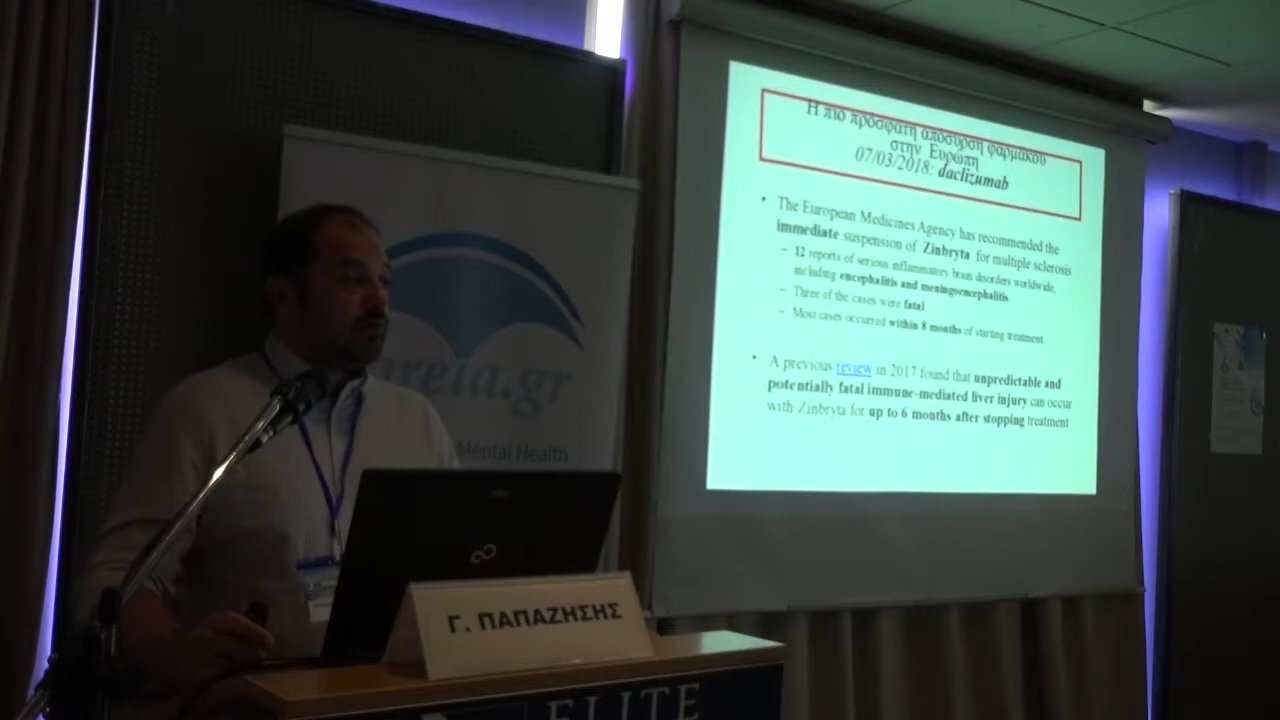 Η πιο πρόσφατη απόσυρση φαρμάκου
στην Ευρώπη
07/03/2018: daclizumab
• The European Medicines Agency has recommended the
immediate suspension of Zinbryta for multiple sclerosis
– 12 reports of serious inflammatory brain disorders worldwide,
including encephalitis and meningoencephalitis.
– Three of the cases were fatal
– Most cases occurred within 8 months of starting treatment
• A previous review in 2017 found that unpredictable and
potentially fatal immune-mediated liver injury can occur
with Zinbryta for up to 6 months after stopping treatment
Mental Health
Γ. ΠΑΠΑΖΗΣΗΣ
ELITE